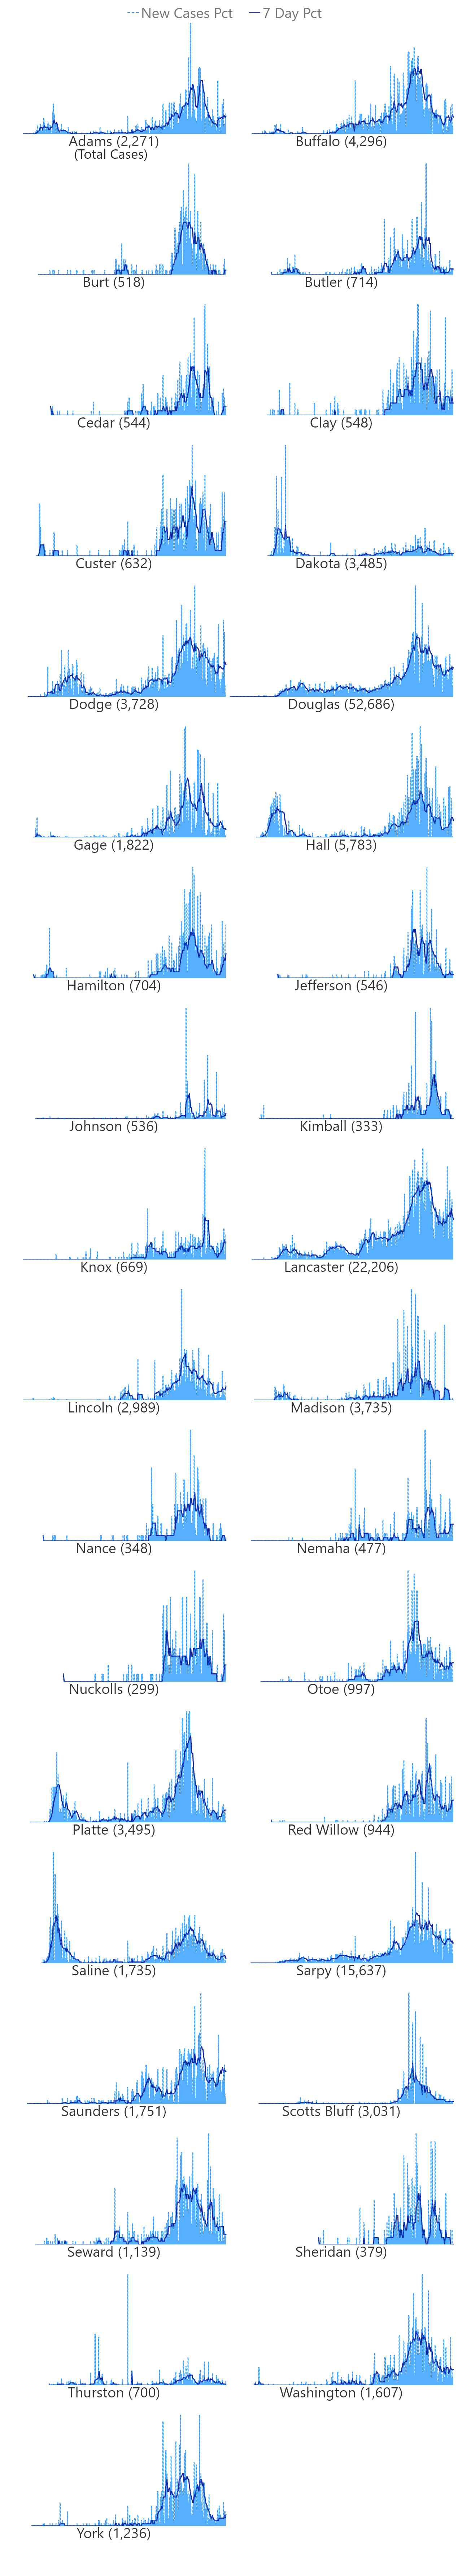 New Cases Pct 7 Day Pct
Adams (2,271) Buffalo (4,296)
(Total Cases)
Burt (518) Butler (714)
Cedar (544) Clay (548)
Custer (632) Dakota (3,485)
Dodge (3,728) Douglas (52,686)
Gage (1,822) Hall (5,783)
Hamilton (704) Jefferson (546)
Johnson (536) Kimball (333)
Knox (669) Lancaster (22,206)
Lincoln (2,989) Madison (3,735)
Nance (348) Nemaha (477)
Nuckolls (299) Otoe (997)
Platte (3,495) Red Willow (944)
Saline (1,735) Sarpy (15,637)
Saunders (1,751) Scotts Bluff (3,031)
Seward (1,139) Sheridan (379)
Thurston (700) Washington (1,607)
York (1,236)